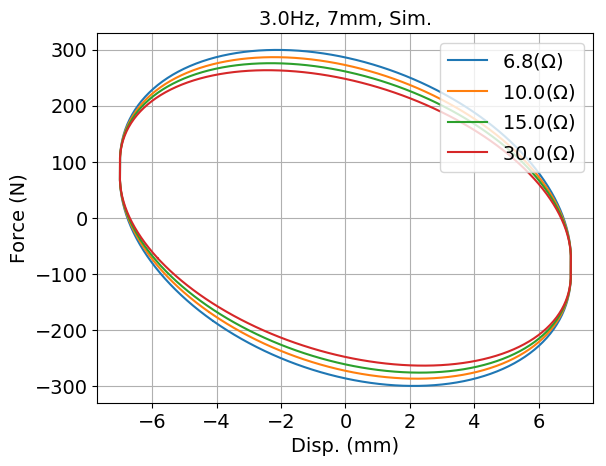 3.0Hz, 7mm, Sim.
6.8(Ω)
10.0(Ω)
15.0(Ω)
30.0(Ω)
Force (N)
300
200
100
0
−100
−200
−300
−6
−4
−2
0
2
4
6
Disp. (mm)